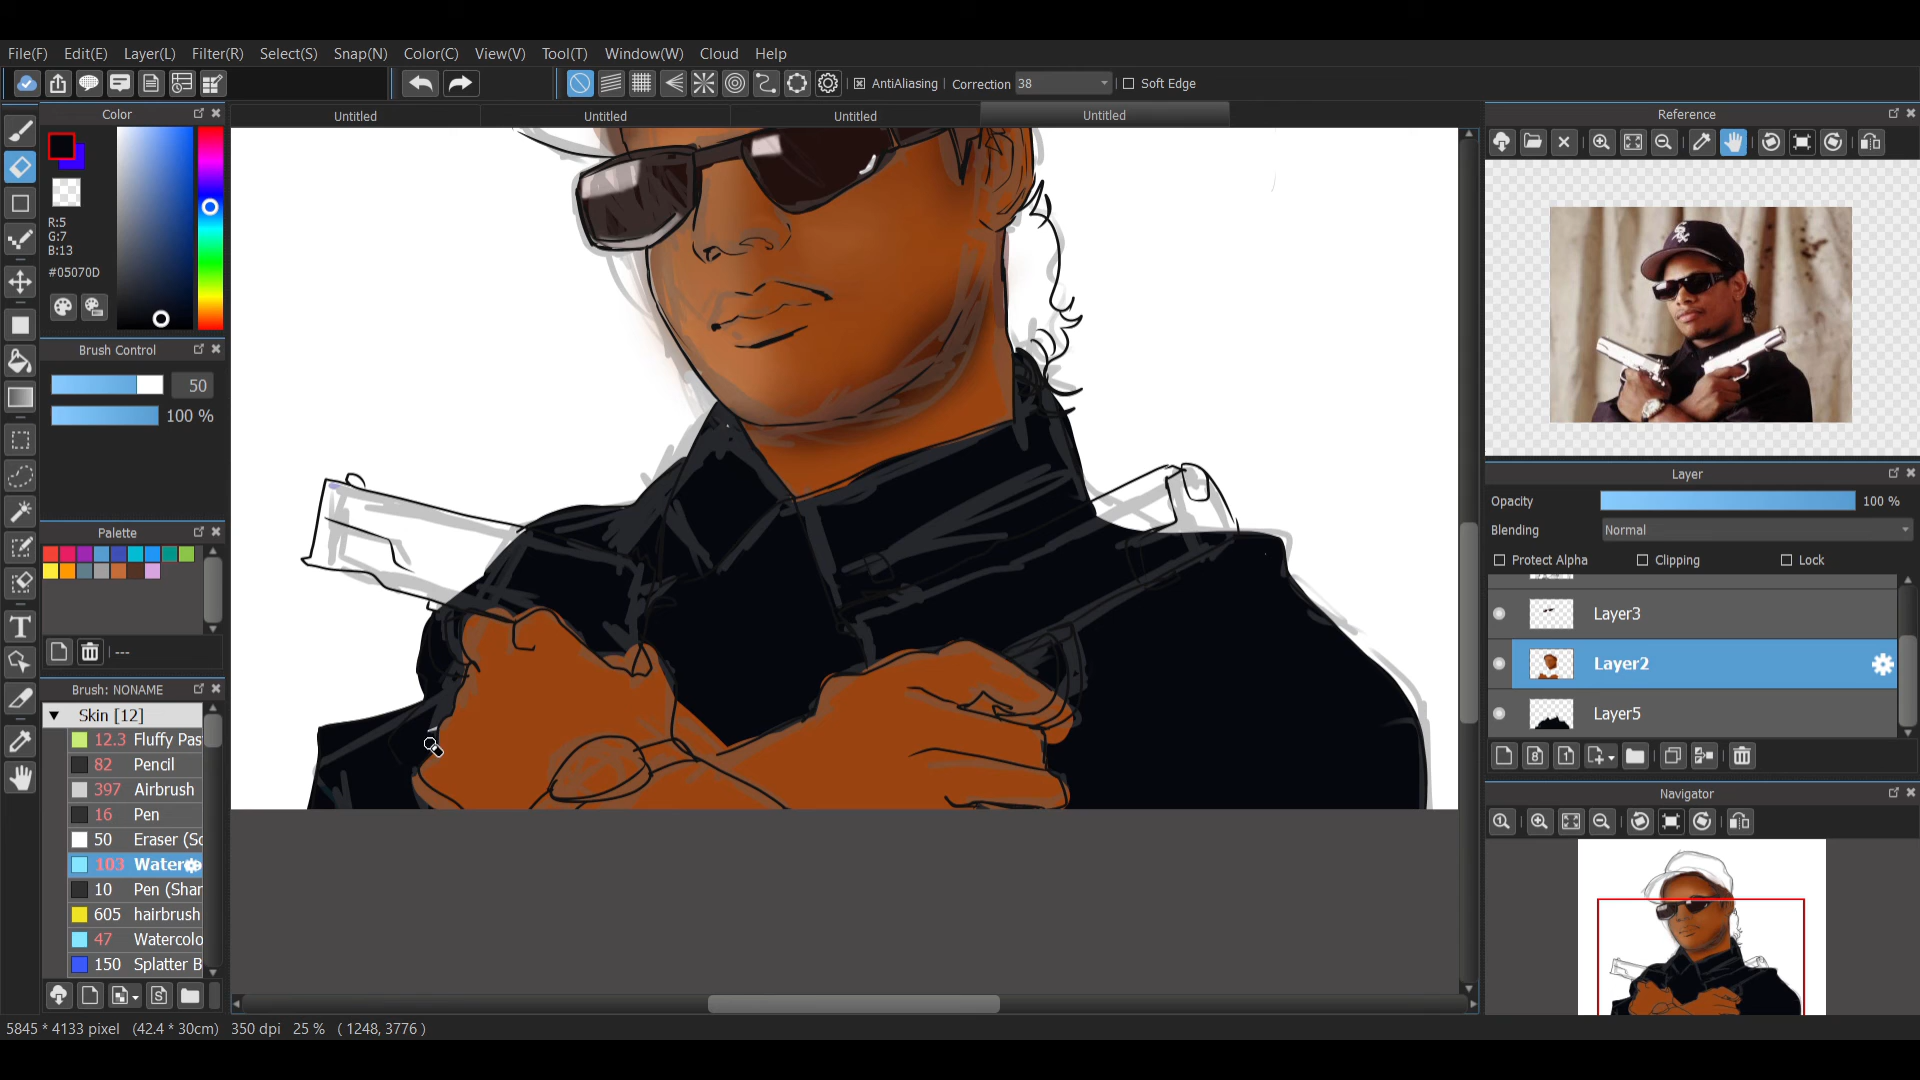 File(F) Edit(E) Layer(L) Filter(R) Select(S) Snap(N) Color(C) View(V) Tool(T) Window(W) Cloud Help
AntiAliasing Correction 38 Soft Edge
Color
Untitled Untitled Untitled Untitled
Reference
R:5
G:7
B:13
#05070D
Brush Control
50
100 %
Palette
---
Brush: NONAME
Skin [12]
12.3 Fluffy Pas
82 Pencil
397 Airbrush
16 Pen
50 Eraser (So
103 Waterc
10 Pen (Shar
605 hairbrush
47 Watercolo
150 Splatter B
Layer
Opacity 100 %
Blending Normal
Protect Alpha Clipping Lock
Layer3
Layer2
Layer5
Navigator
5845 * 4133 pixel (42.4 * 30cm) 350 dpi 25 % ( 1248, 3776 )